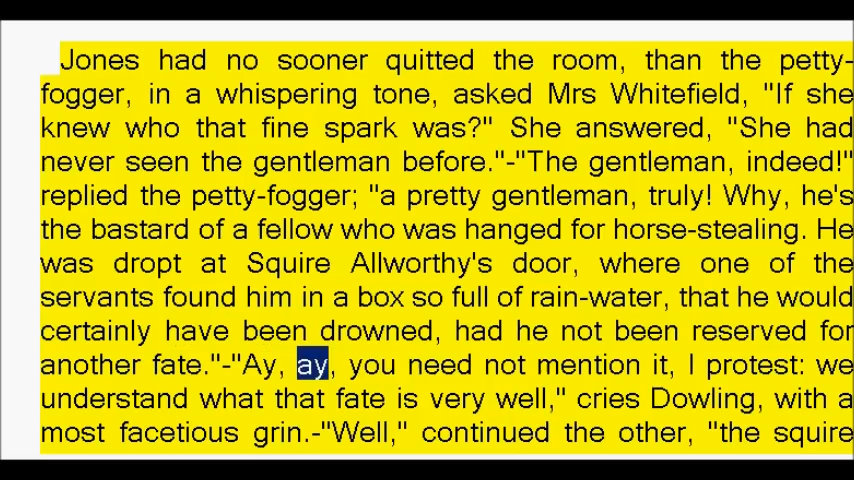 Jones had no sooner quitted the room, than the petty-
fogger, in a whispering tone, asked Mrs Whitefield, "If she
knew who that fine spark was?" She answered, "She had
never seen the gentleman before."-"The gentleman, indeed!"
replied the petty-fogger; "a pretty gentleman, truly! Why, he's
the bastard of a fellow who was hanged for horse-stealing. He
was dropt at Squire Allworthy's door, where one of the
servants found him in a box so full of rain-water, that he would
certainly have been drowned, had he not been reserved for
another fate."-"Ay, ay, you need not mention it, I protest: we
understand what that fate is very well," cries Dowling, with a
most facetious grin.-"Well," continued the other, "the squire